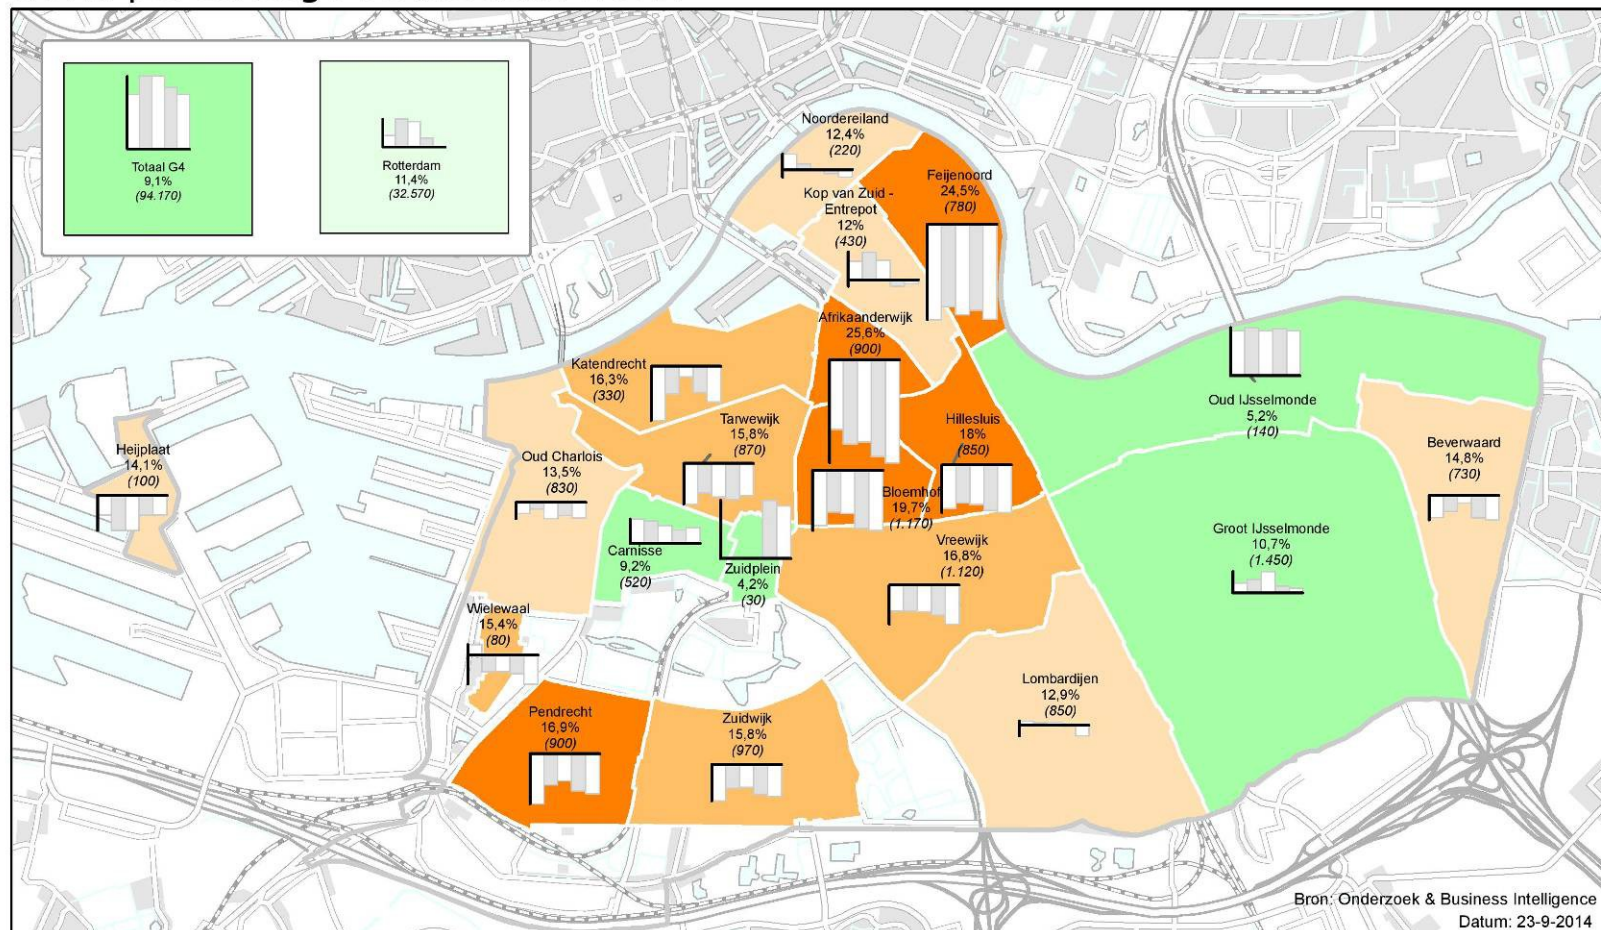 Totaal G4
9,1%
(94.170)
Rotterdam
11,4%
(32.570)
Noordereiland
12,4%
(220)
Feijenoord
24,5%
(780)
Kop van Zuid -
Entrepot
12%
(430)
Afrikaanderwijk
25,6%
(900)
Katendrecht
16,3%
(330)
Oud IJsselmonde
5,2%
(140)
Tarwewijk
15,8%
(870)
Hillesluis
18%
(850)
Beverwaard
14,8%
(730)
Heijplaat
14,1%
(100)
Oud Charlois
13,5%
(830)
Bloemhof
19,7%
(1.170)
Groot IJsselmonde
10,7%
(1.450)
Vreewijk
16,8%
(1.120)
Carnisse
9,2%
(520)
Zuidplein
4,2%
(30)
Wielewaal
15,4%
(80)
Lombardijen
12,9%
(850)
Pendrecht
16,9%
(900)
Zuidwijk
15,8%
(970)
Bron: Onderzoek & Business Intelligence
Datum: 23-9-2014